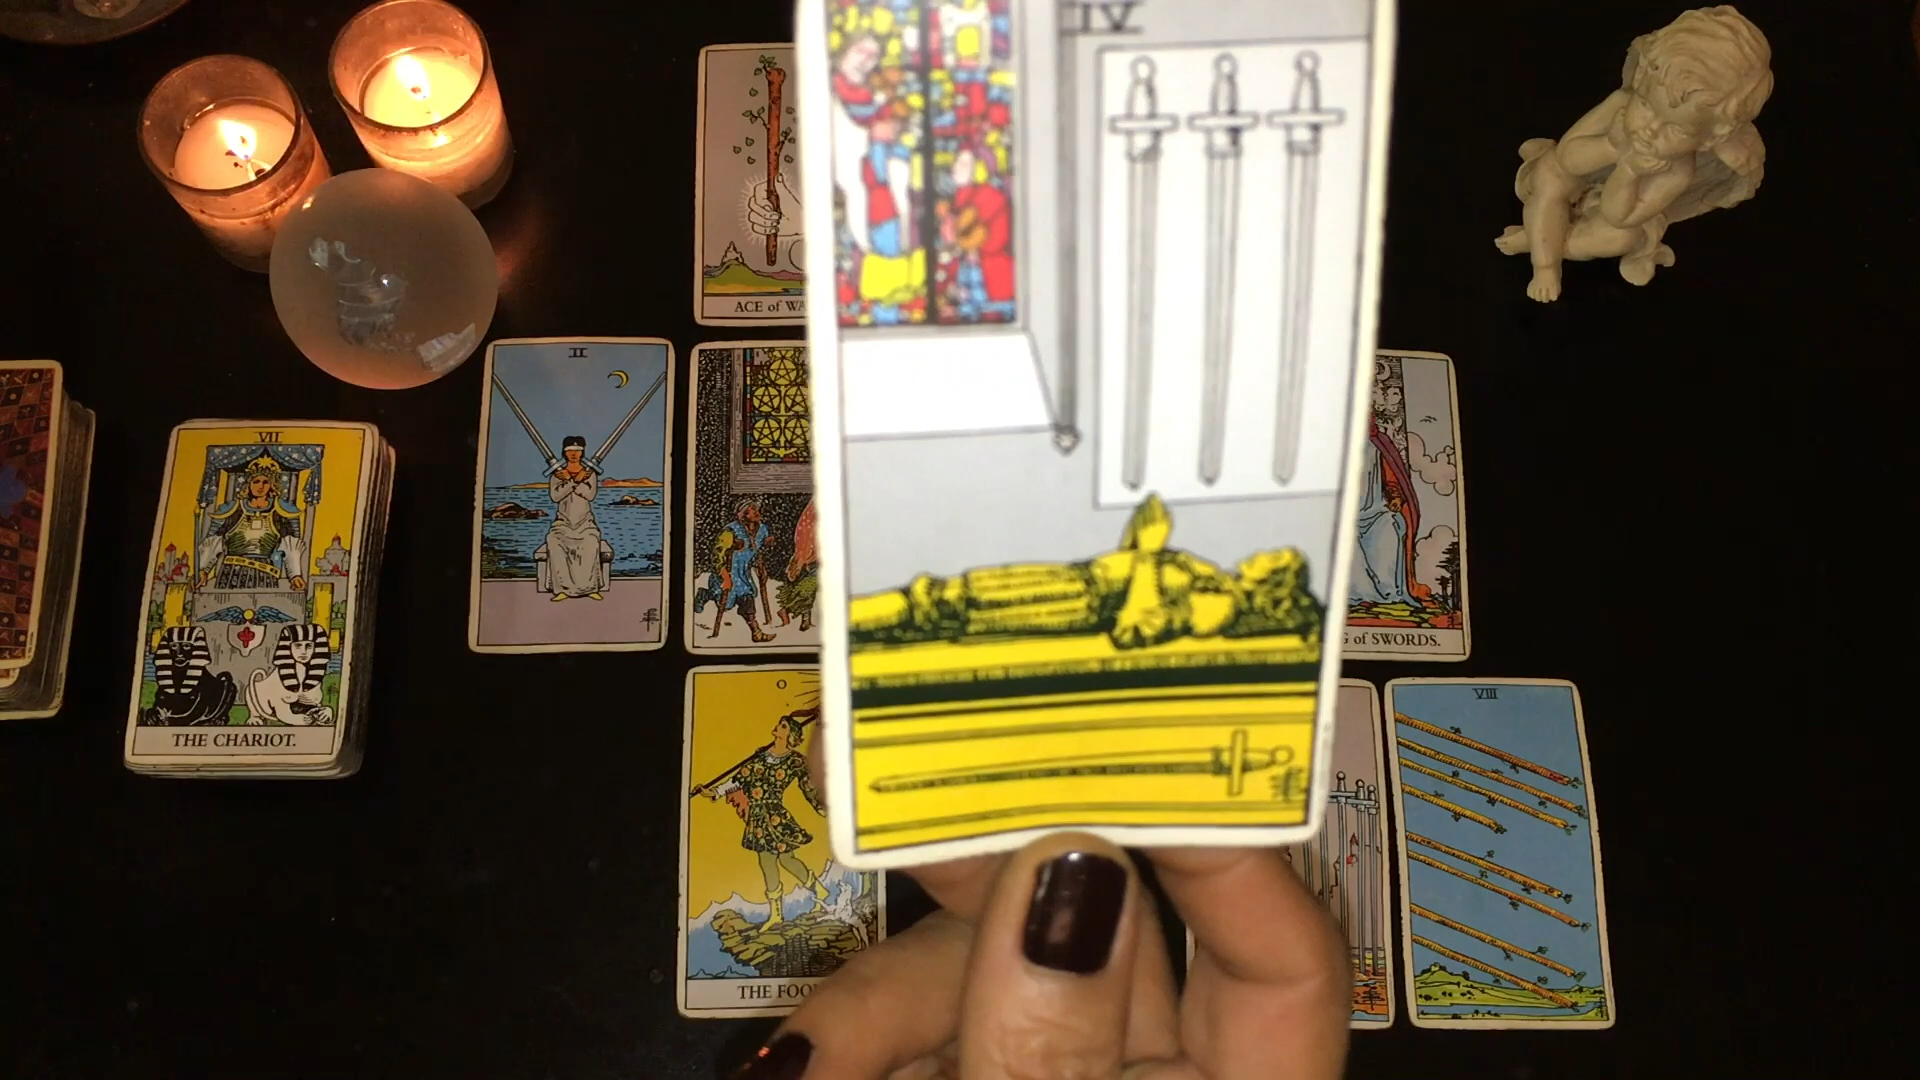 IV
ACE of WA
II
VII
THE CHARIOT.
G of SWORDS.
O
THE FOO
VIII